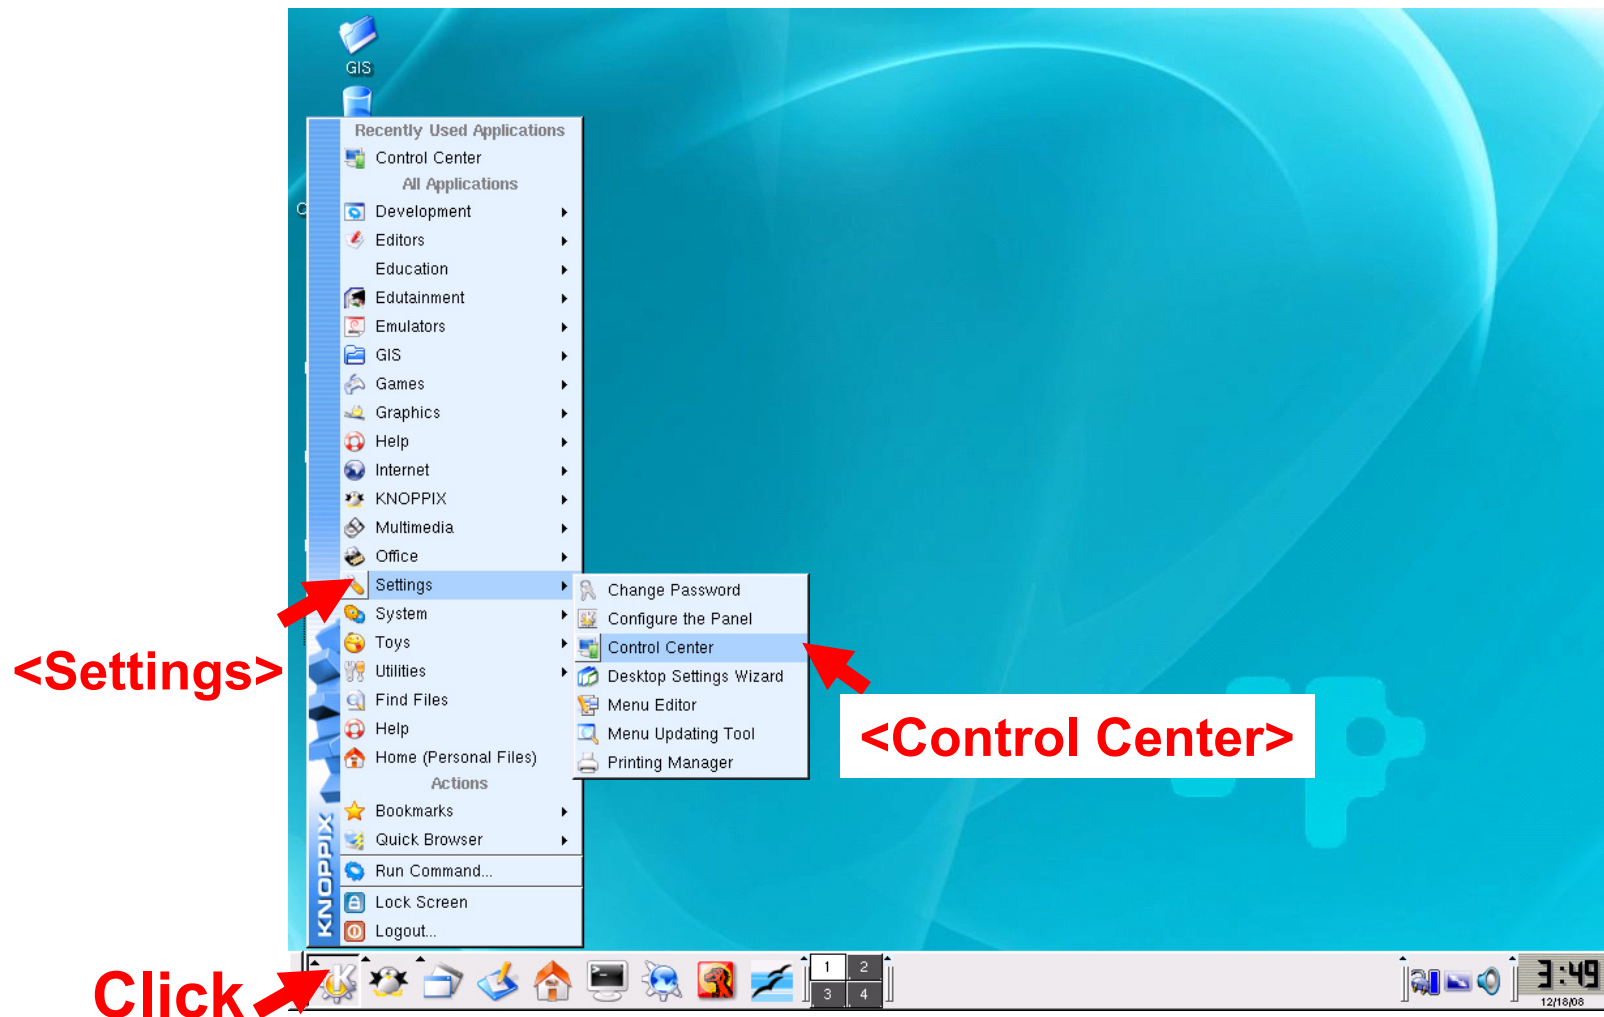 GIS
Recently Used Applications
Control Center
All Applications
Development
Editors
Education
Edutainment
Emulators
GIS
Games
Graphics
Help
Internet
KNOPPIX
Multimedia
Office
Settings
System
Toys
Utilities
Find Files
Help
Home (Personal Files)
Actions
Bookmarks
Quick Browser
Run Command...
Lock Screen
Logout...
KNOPPIX
Change Password
Configure the Panel
Control Center
Desktop Settings Wizard
Menu Editor
Menu Updating Tool
Printing Manager
<Settings>
<Control Center>
Click
1 2
3 4
3:49
12/18/08